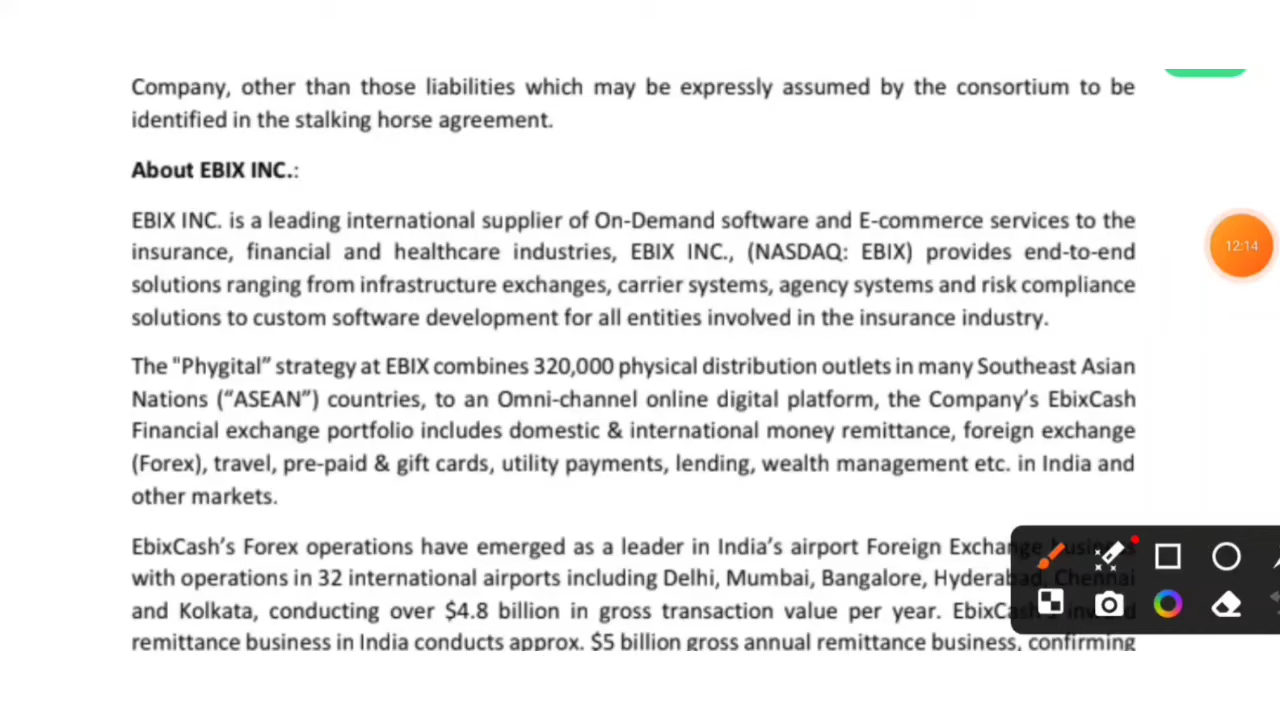 Company, other than those liabilities which may be expressly assumed by the consortium to be
identified in the stalking horse agreement.
About EBIX INC.:
EBIX INC. is a leading international supplier of On-Demand software and E-commerce services to the
insurance, financial and healthcare industries, EBIX INC., (NASDAQ: EBIX) provides end-to-end
solutions ranging from infrastructure exchanges, carrier systems, agency systems and risk compliance
solutions to custom software development for all entities involved in the insurance industry.
12:14
The "Phygital” strategy at EBIX combines 320,000 physical distribution outlets in many Southeast Asian
Nations (“ASEAN”) countries, to an Omni-channel online digital platform, the Company’s EbixCash
Financial exchange portfolio includes domestic & international money remittance, foreign exchange
(Forex), travel, pre-paid & gift cards, utility payments, lending, wealth management etc. in India and
other markets.
EbixCash’s Forex operations have emerged as a leader in India’s airport Foreign Exchange business
with operations in 32 international airports including Delhi, Mumbai, Bangalore, Hyderabad, Chennai
and Kolkata, conducting over $4.8 billion in gross transaction value per year. EbixCash’s inward
remittance business in India conducts approx. $5 billion gross annual remittance business, confirming